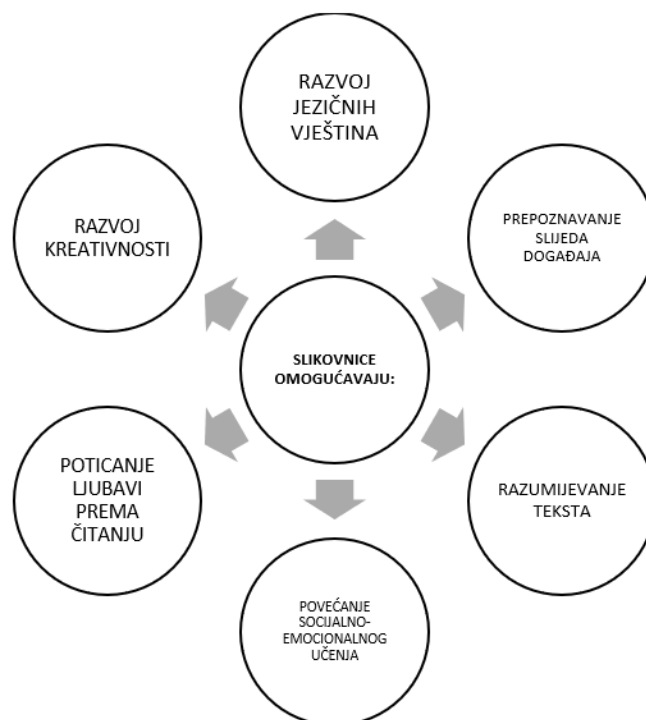 RAZVOJ
JEZIČNIH
VJEŠTINA
RAZVOJ
KREATIVNOSTI
PREPOZNAVANJE
SLIJEDA
DOGAĐAJA
SLIKOVNICE
OMOGUĆAVAJU:
POTICANJE
LJUBAVI
PREMA
ČITANJU
RAZUMIJEVANJE
TEKSTA
POVEĆANJE
SOCIJALNO-
EMOCIONALNOG
UČENJA